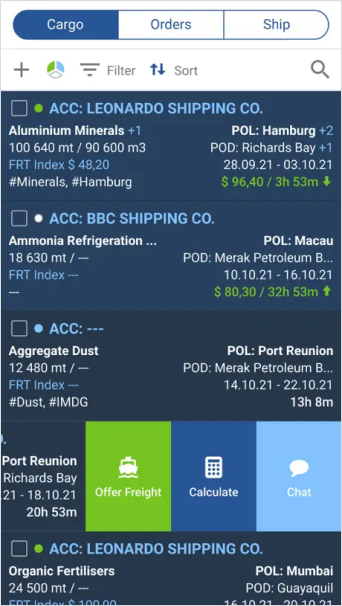 Cargo Orders Ship
Filter Sort
ACC: LEONARDO SHIPPING CO.
Aluminium Minerals +1 POL: Hamburg +2
100 640 mt / 90 600 m3 POD: Richards Bay +1
FRT Index $ 48,20 28.09.21 - 03.10.21
#Minerals, #Hamburg $ 96,40 / 3h 53m
ACC: BBC SHIPPING CO.
Ammonia Refrigeration ... POL: Macau
18 630 mt / --- POD: Merak Petroleum B...
FRT Index --- 10.10.21 - 16.10.21
--- $ 80,30 / 32h 53m
ACC: ---
Aggregate Dust POL: Port Reunion
12 480 mt / --- POD: Merak Petroleum B...
FRT Index --- 14.10.21 - 22.10.21
#Dust, #IMDG 13h 8m
Port Reunion
Richards Bay
.21 - 18.10.21
20h 53m
Offer Freight Calculate Chat
ACC: LEONARDO SHIPPING CO.
Organic Fertilisers POL: Mumbai
24 500 mt / --- POD: Guayaquil
FRT Index $ 100,00 16.10.21 - 20.10.21